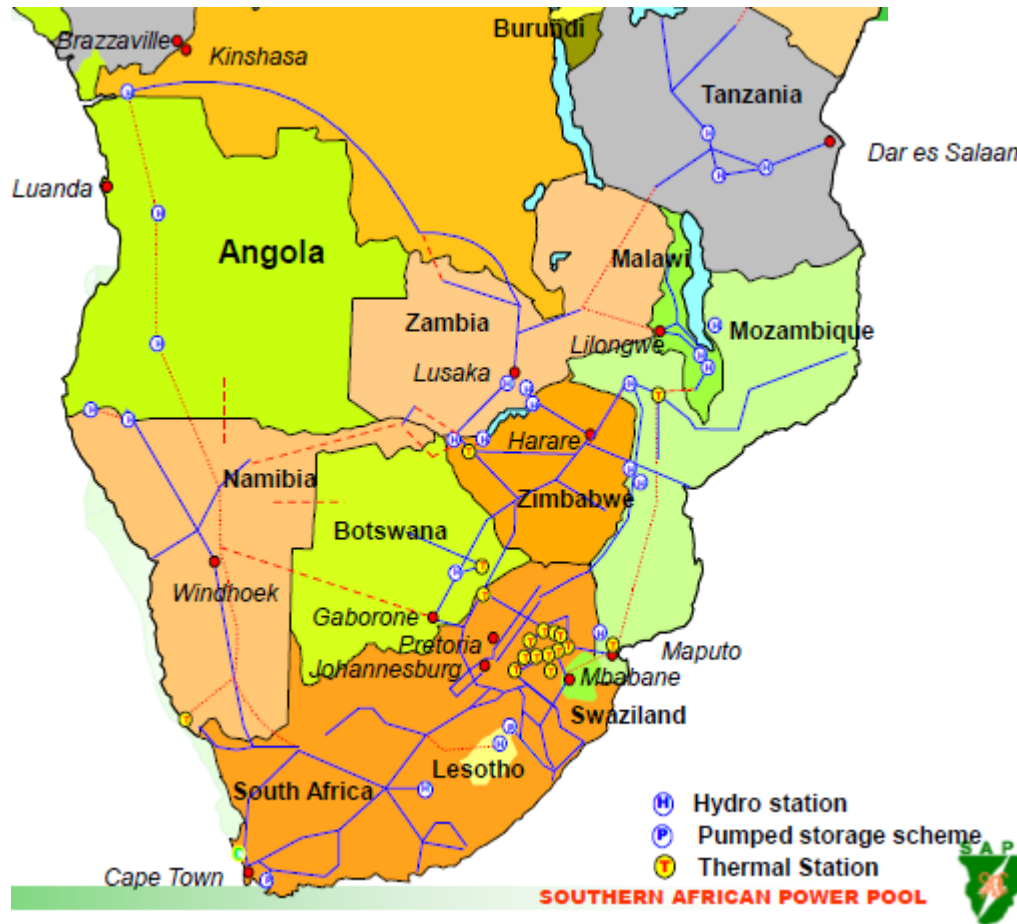 Burundi
Brazzaville
Kinshasa
Tanzania
Dar es Salaan
Luanda
Angola
Malawi
Zambia
Mozambique
Lilongwe
Lusaka
Harare
Namibia
Zimbabwe
Botswana
Windhoek
Gaborone
Pretoria
Maputo
Johannesburg
Mbabane
Swaziland
Lesotho
South Africa
H Hydro station
P Pumped storage scheme
T Thermal Station
Cape Town
SAP
SOUTHERN AFRICAN POWER POOL